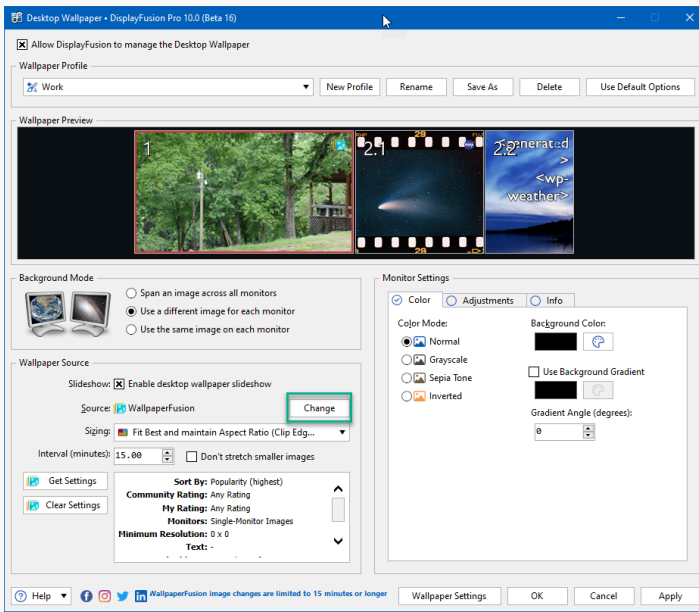 Desktop Wallpaper • DisplayFusion Pro 10.0 (Beta 16)
Allow DisplayFusion to manage the Desktop Wallpaper
Wallpaper Profile
Work New Profile Rename Save As Delete Use Default Options
Wallpaper Preview
1
2.1
29
29
2.2
<generated
>
<wp-
weather>
Background Mode
Span an image across all monitors
Use a different image for each monitor
Use the same image on each monitor
Wallpaper Source
Slideshow: Enable desktop wallpaper slideshow
Source: WallpaperFusion Change
Sizing: Fit Best and maintain Aspect Ratio (Clip Edg...
Interval (minutes): 15.00 Don't stretch smaller images
Get Settings
Clear Settings
Sort By: Popularity (highest)
Community Rating: Any Rating
My Rating: Any Rating
Monitors: Single-Monitor Images
Minimum Resolution: 0 x 0
Text: -
Monitor Settings
Color Adjustments Info
Color Mode:
Normal
Grayscale
Sepia Tone
Inverted
Background Color:
Use Background Gradient
Gradient Angle (degrees):
0
Help WallpaperFusion image changes are limited to 15 minutes or longer Wallpaper Settings OK Cancel Apply